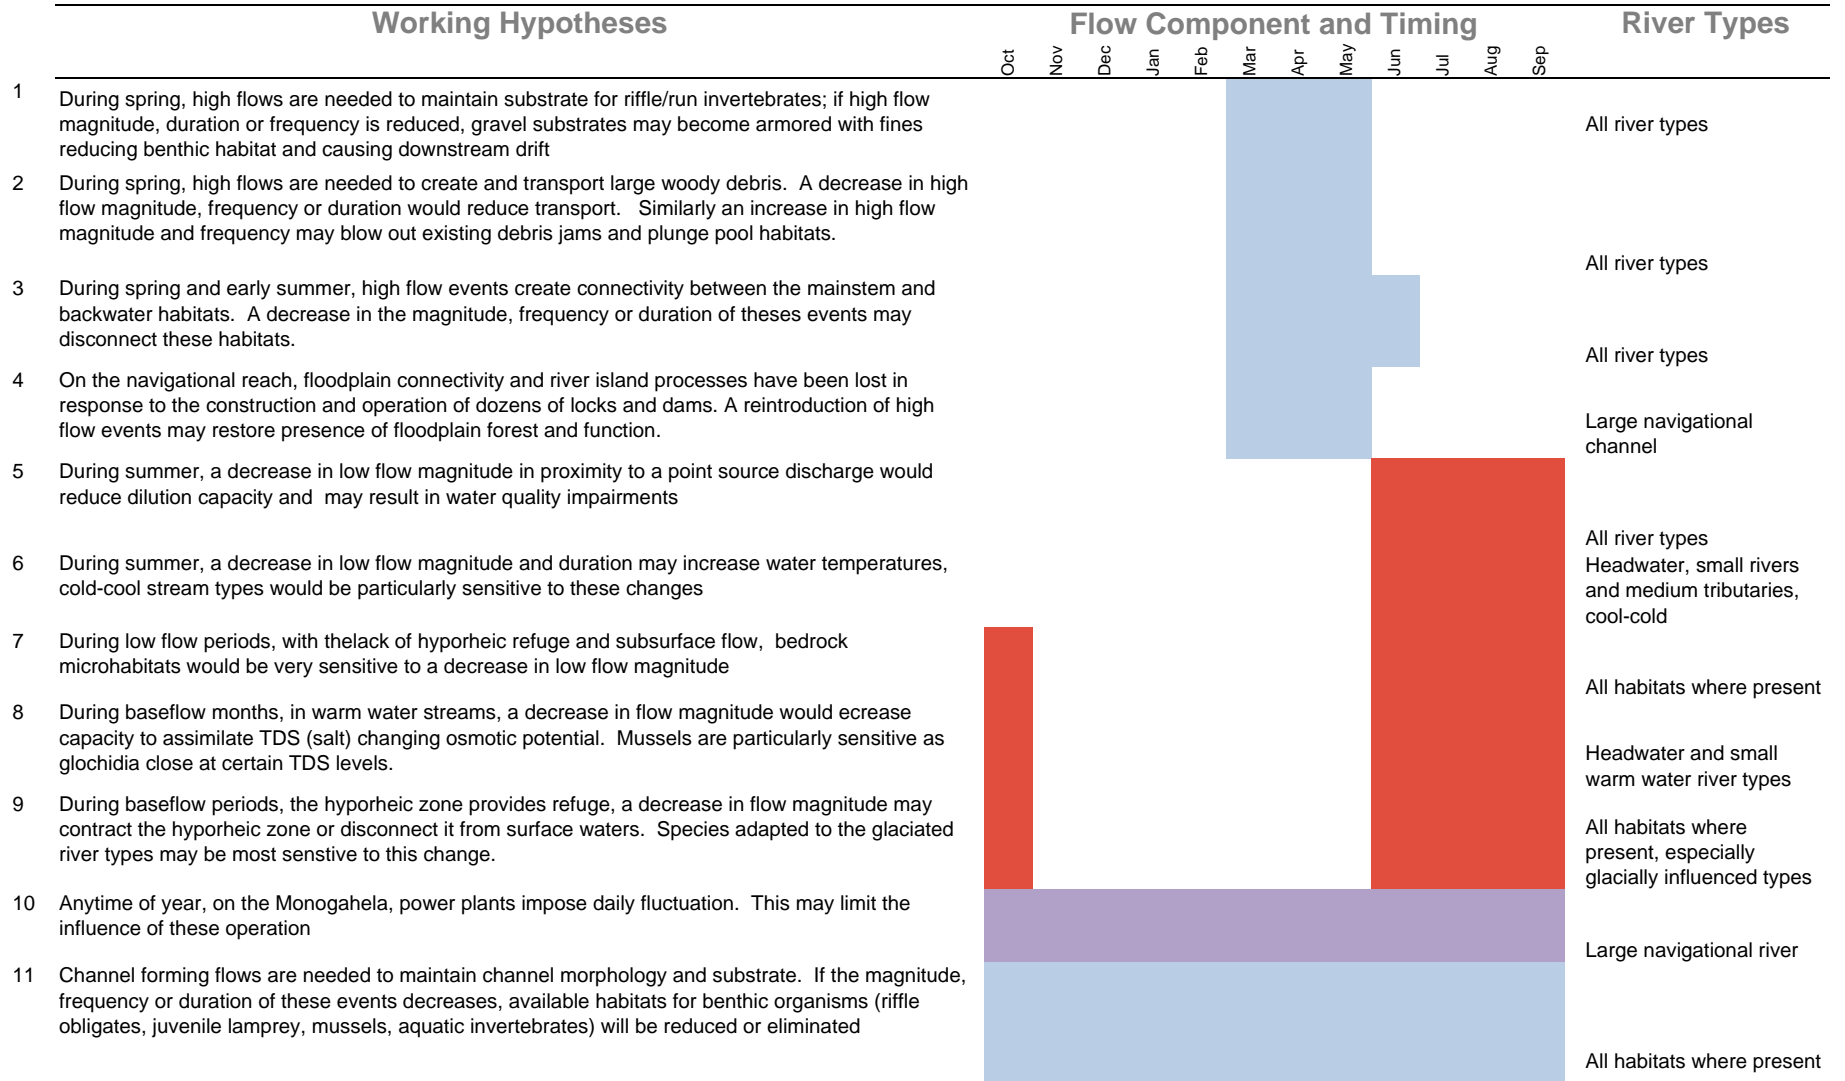 Working Hypotheses
Flow Component and Timing
River Types
Oct
Nov
Dec
Jan
Feb
Mar
Apr
May
Jun
Jul
Aug
Sep
1
During spring, high flows are needed to maintain substrate for riffle/run invertebrates; if high flow
magnitude, duration or frequency is reduced, gravel substrates may become armored with fines
reducing benthic habitat and causing downstream drift
All river types
2
During spring, high flows are needed to create and transport large woody debris.  A decrease in high
flow magnitude, frequency or duration would reduce transport.   Similarly an increase in high flow
magnitude and frequency may blow out existing debris jams and plunge pool habitats.
All river types
3
During spring and early summer, high flow events create connectivity between the mainstem and
backwater habitats.  A decrease in the magnitude, frequency or duration of theses events may
disconnect these habitats.
All river types
4
On the navigational reach, floodplain connectivity and river island processes have been lost in
response to the construction and operation of dozens of locks and dams. A reintroduction of high
flow events may restore presence of floodplain forest and function.
Large navigational
channel
5
During summer, a decrease in low flow magnitude in proximity to a point source discharge would
reduce dilution capacity and  may result in water quality impairments
All river types
6
During summer, a decrease in low flow magnitude and duration may increase water temperatures,
cold-cool stream types would be particularly sensitive to these changes
Headwater, small rivers
and medium tributaries,
cool-cold
7
During low flow periods, with thelack of hyporheic refuge and subsurface flow,  bedrock
microhabitats would be very sensitive to a decrease in low flow magnitude
All habitats where present
8
During baseflow months, in warm water streams, a decrease in flow magnitude would ecrease
capacity to assimilate TDS (salt) changing osmotic potential.  Mussels are particularly sensitive as
glochidia close at certain TDS levels.
Headwater and small
warm water river types
9
During baseflow periods, the hyporheic zone provides refuge, a decrease in flow magnitude may
contract the hyporheic zone or disconnect it from surface waters.  Species adapted to the glaciated
river types may be most senstive to this change.
All habitats where
present, especially
glacially influenced types
10
Anytime of year, on the Monogahela, power plants impose daily fluctuation.  This may limit the
influence of these operation
Large navigational river
11
Channel forming flows are needed to maintain channel morphology and substrate.  If the magnitude,
frequency or duration of these events decreases, available habitats for benthic organisms (riffle
obligates, juvenile lamprey, mussels, aquatic invertebrates) will be reduced or eliminated
All habitats where present